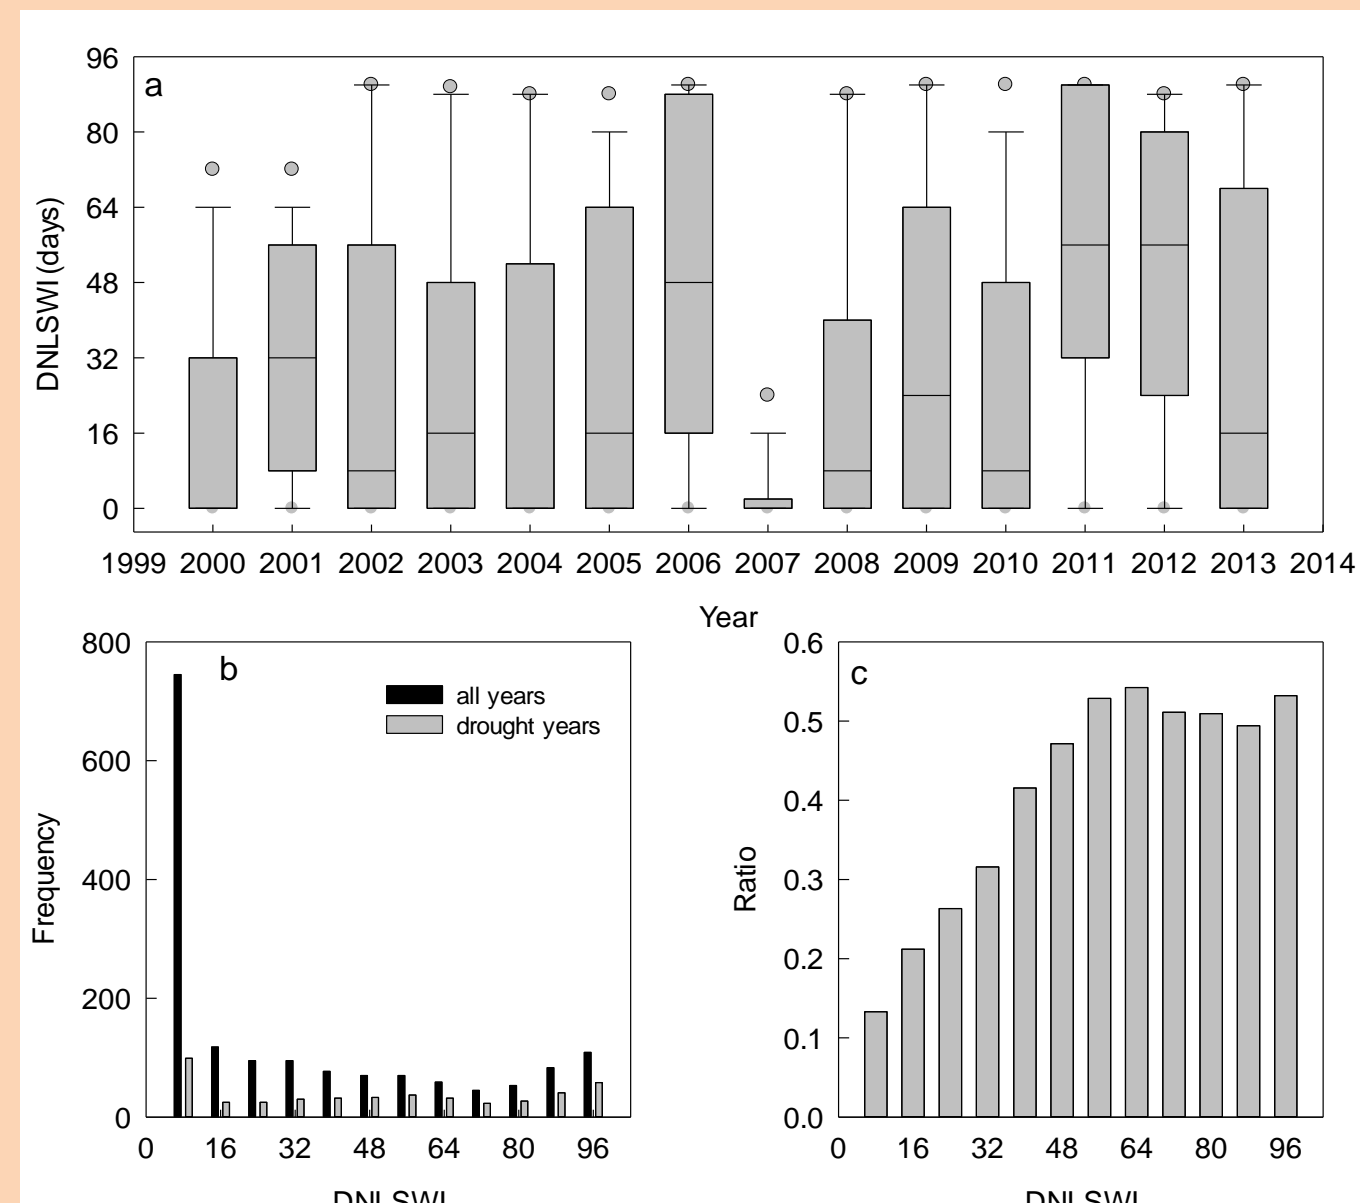 96
a
80
64
48
32
16
0
DNLSWI (days)
1999 2000 2001 2002 2003 2004 2005 2006 2007 2008 2009 2010 2011 2012 2013 2014
Year
800
b
all years
drought years
600
400
200
0
Frequency
0 16 32 48 64 80 96
DNLSWI
0.6
c
0.5
0.4
0.3
0.2
0.1
0.0
Ratio
0 16 32 48 64 80 96
DNLSWI